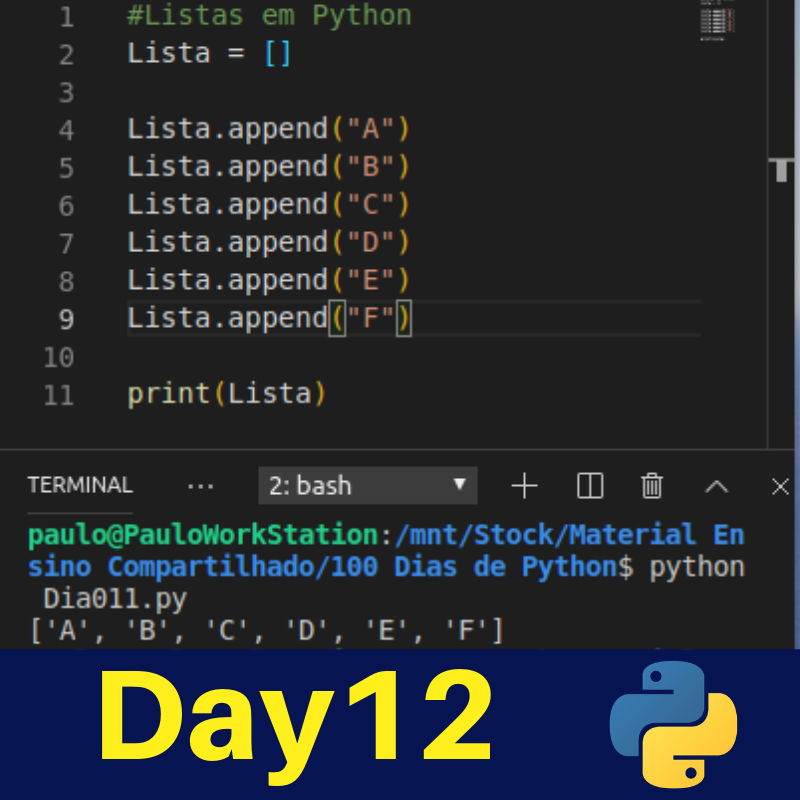 1 #Listas em Python
2 Lista = []
3
4 Lista.append("A")
5 Lista.append("B")
6 Lista.append("C")
7 Lista.append("D")
8 Lista.append("E")
9 Lista.append("F")
10
11 print(Lista)
TERMINAL ... 2: bash
paulo@PauloWorkStation:/mnt/Stock/Material En
sino Compartilhado/100 Dias de Python$ python
Dia011.py
['A', 'B', 'C', 'D', 'E', 'F']
Day12